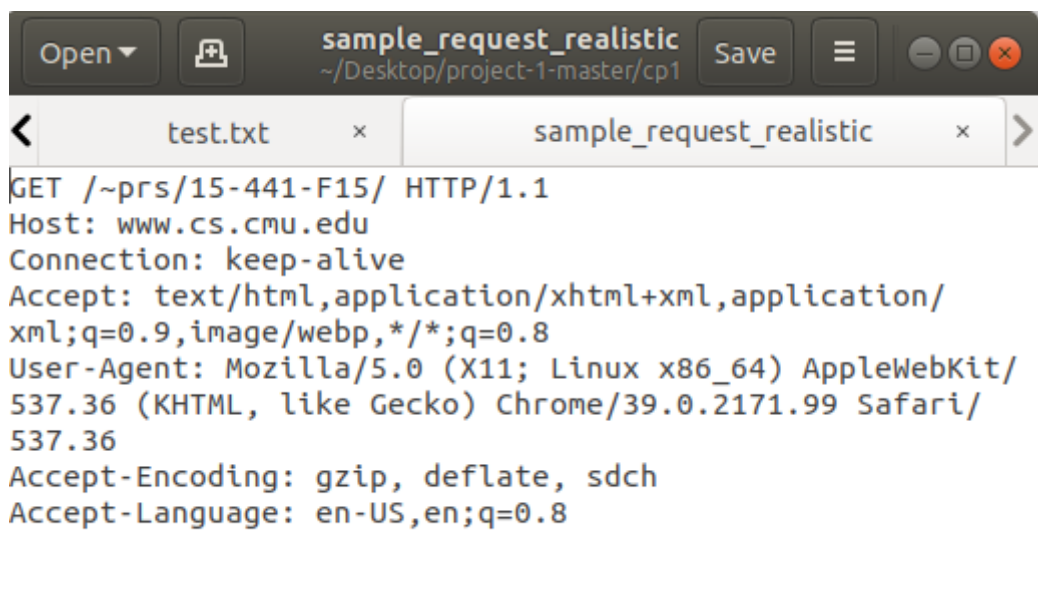 Open
sample_request_realistic
~/Desktop/project-1-master/cp1
Save
test.txt
sample_request_realistic
GET /~prs/15-441-F15/ HTTP/1.1
Host: www.cs.cmu.edu
Connection: keep-alive
Accept: text/html,application/xhtml+xml,application/
xml;q=0.9,image/webp,*/*;q=0.8
User-Agent: Mozilla/5.0 (X11; Linux x86_64) AppleWebKit/
537.36 (KHTML, like Gecko) Chrome/39.0.2171.99 Safari/
537.36
Accept-Encoding: gzip, deflate, sdch
Accept-Language: en-US,en;q=0.8